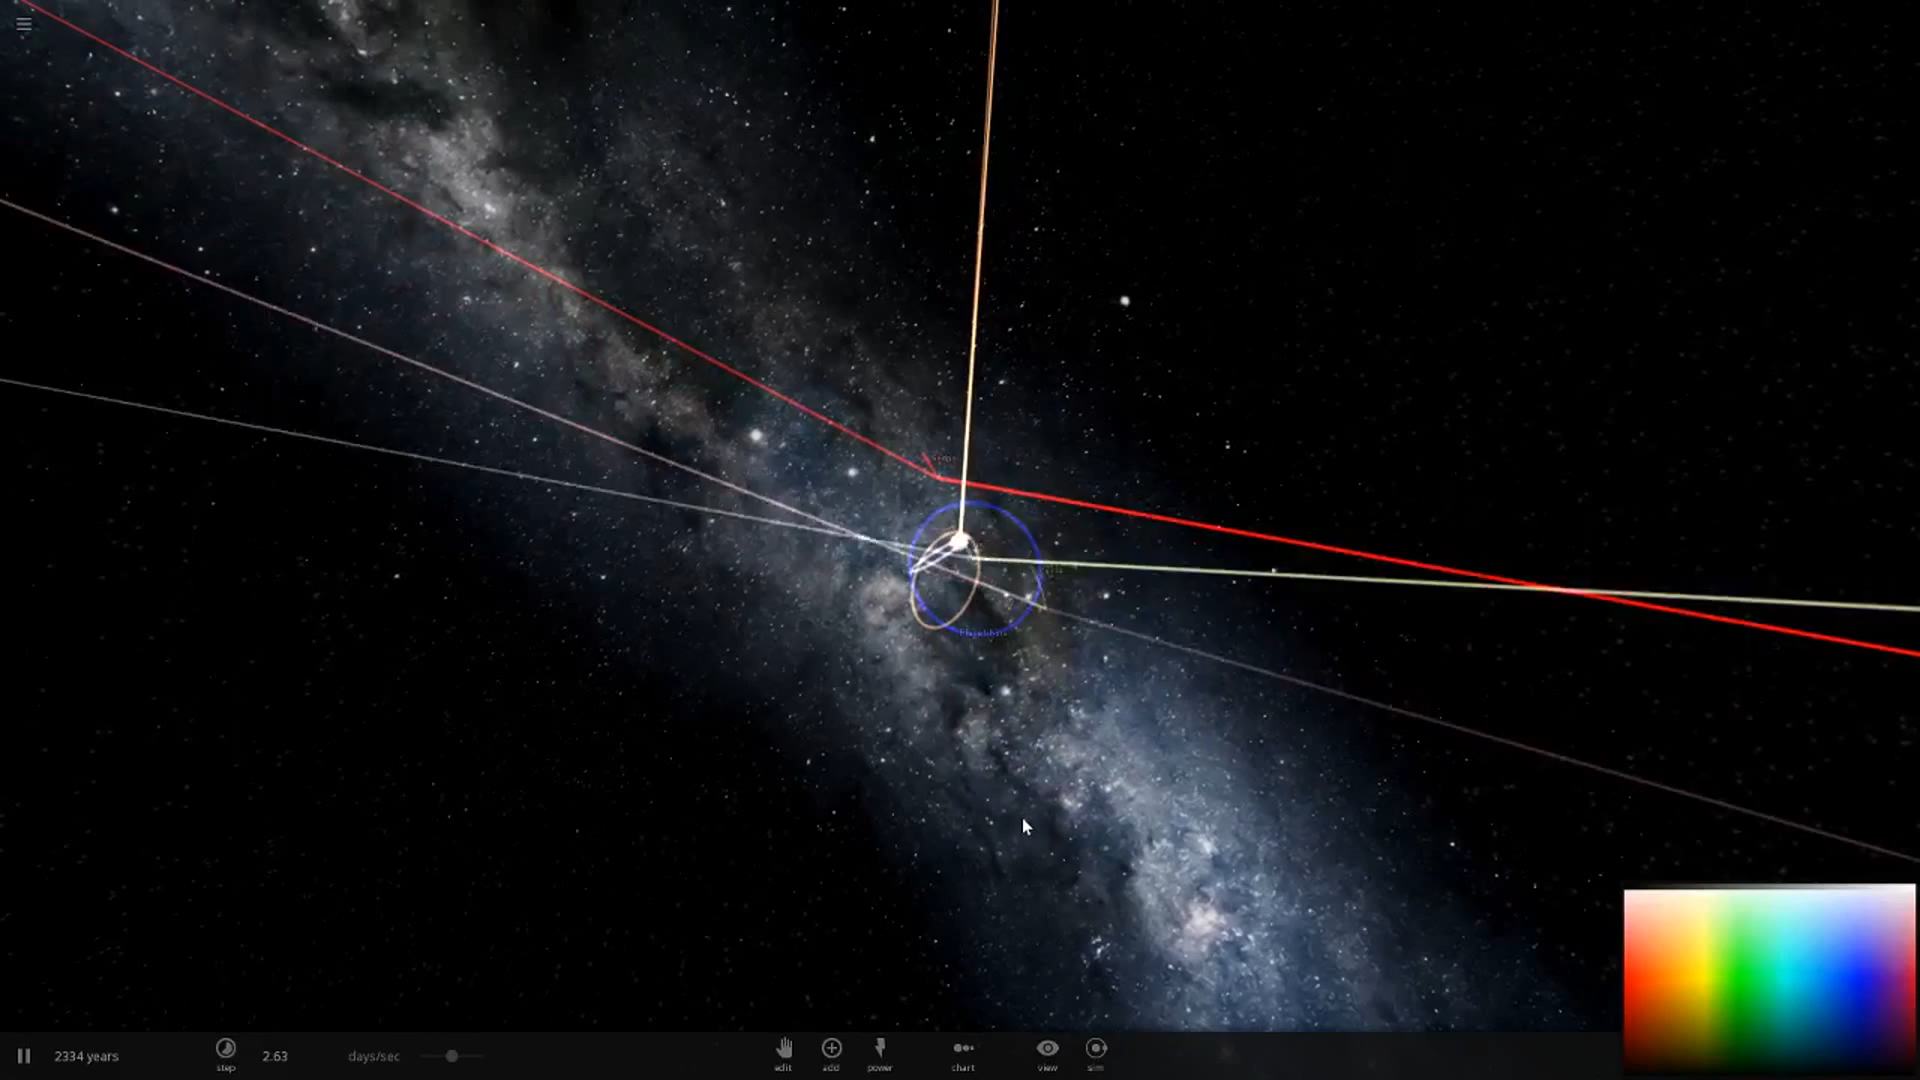 2334 years
step
2.63
days/sec
edit
add
power
chart
view
sim